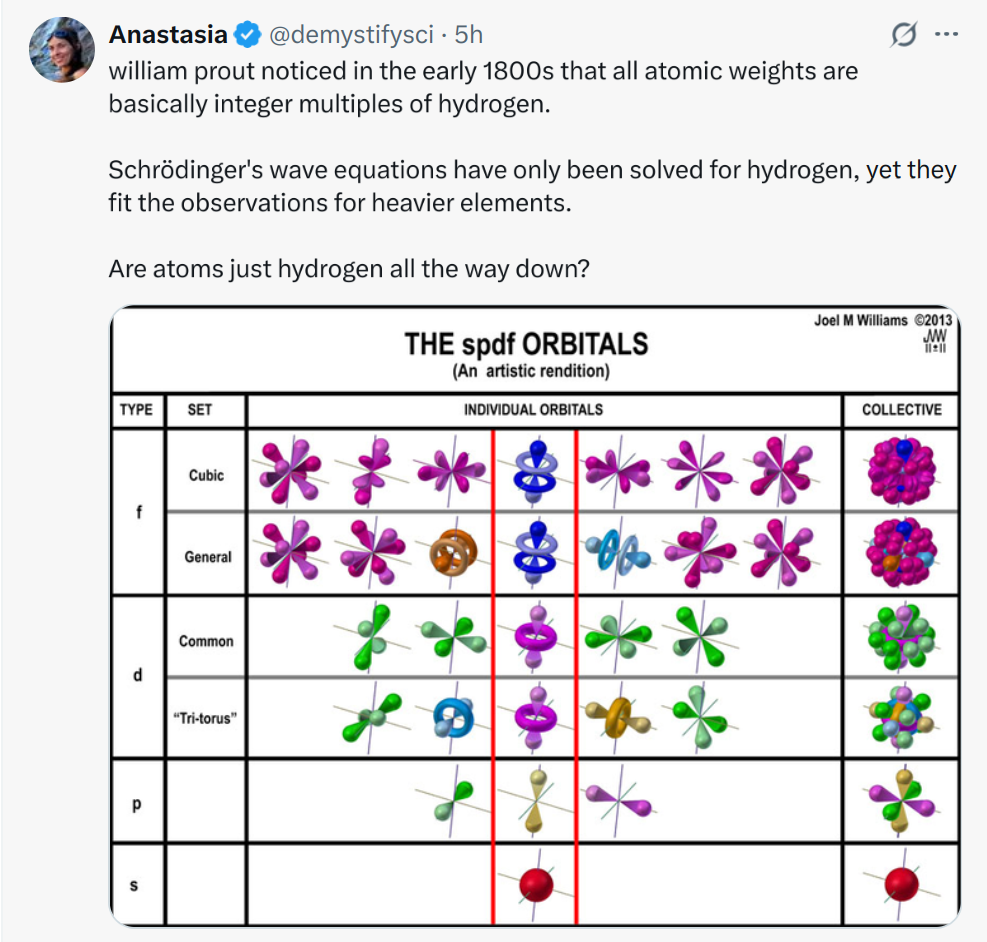 Anastasia @demystifysci · 5h
william prout noticed in the early 1800s that all atomic weights are
basically integer multiples of hydrogen.
Schrödinger's wave equations have only been solved for hydrogen, yet they
fit the observations for heavier elements.
Are atoms just hydrogen all the way down?
Joel M Williams ©2013
JMW
THE spdf ORBITALS
(An artistic rendition)
TYPE SET INDIVIDUAL ORBITALS COLLECTIVE
Cubic
f
General
Common
d
“Tri-torus”
p
s